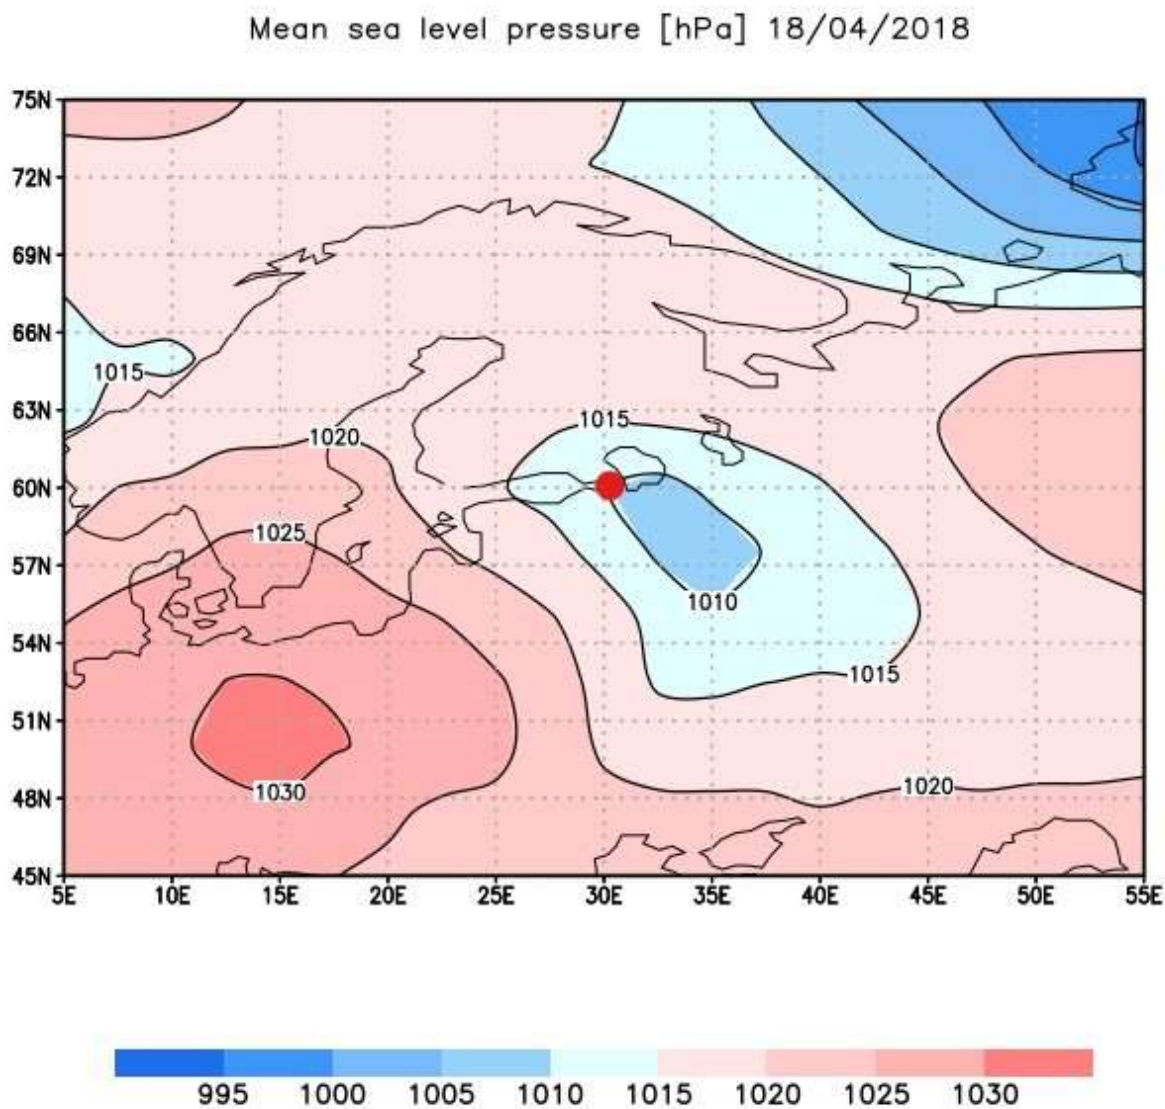 Mean sea level pressure [hPa] 18/04/2018
75N
72N
69N
66N
1015
63N
1015
1020
60N
1025
57N
1010
54N
1015
51N
1030
1020
48N
45N
5E 10E 15E 20E 25E 30E 35E 40E 45E 50E 55E
995 1000 1005 1010 1015 1020 1025 1030